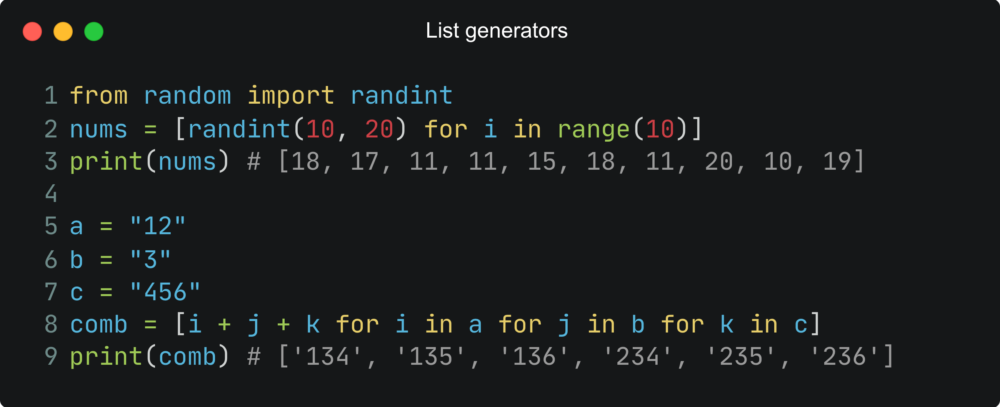 List generators
1 from random import randint
2 nums = [randint(10, 20) for i in range(10)]
3 print(nums) # [18, 17, 11, 11, 15, 18, 11, 20, 10, 19]
4
5 a = "12"
6 b = "3"
7 c = "456"
8 comb = [i + j + k for i in a for j in b for k in c]
9 print(comb) # ['134', '135', '136', '234', '235', '236']